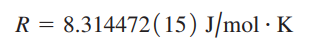 R = 8.314472(15) J/mol · K